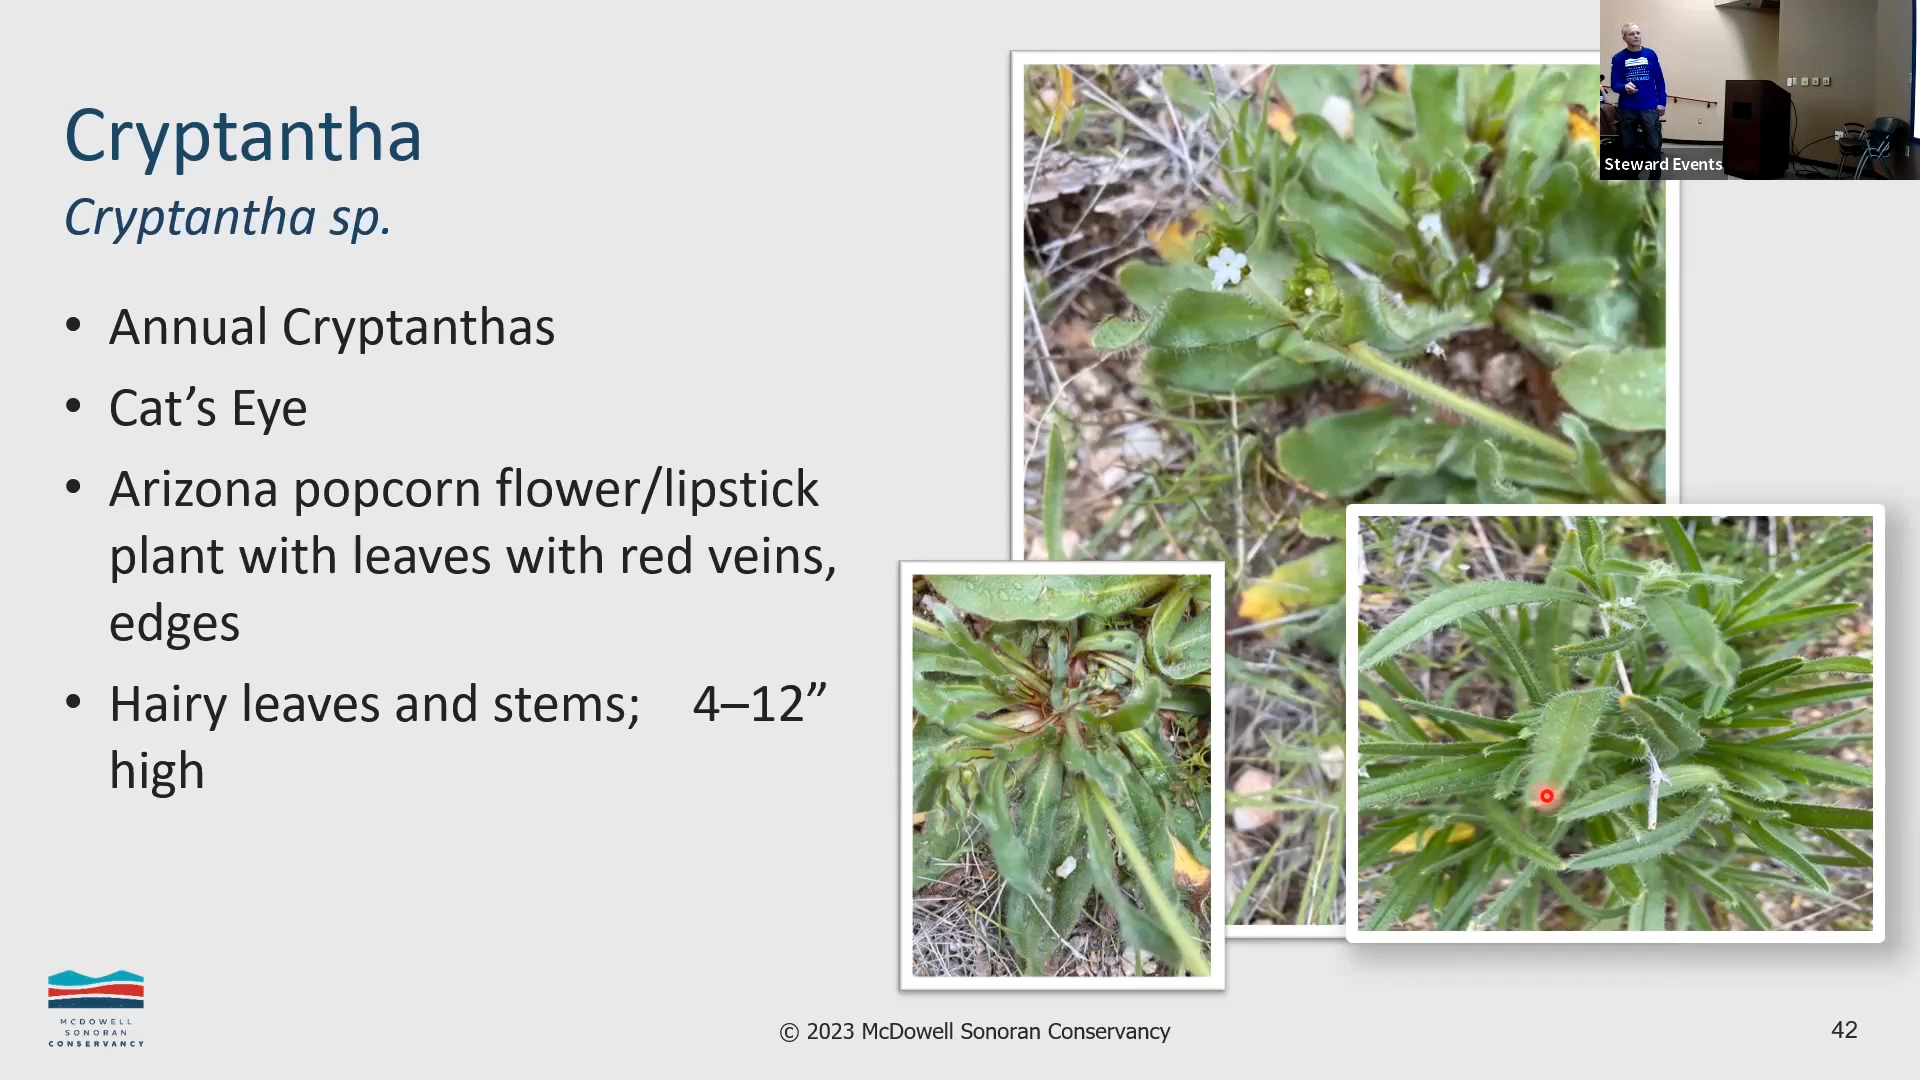 Cryptantha
Cryptantha sp.
• Annual Cryptanthas
• Cat’s Eye
• Arizona popcorn flower/lipstick
plant with leaves with red veins,
edges
• Hairy leaves and stems; 4–12”
high
Steward Events
MCDOWELL
SONORAN
CONSERVANCY
© 2023 McDowell Sonoran Conservancy
42